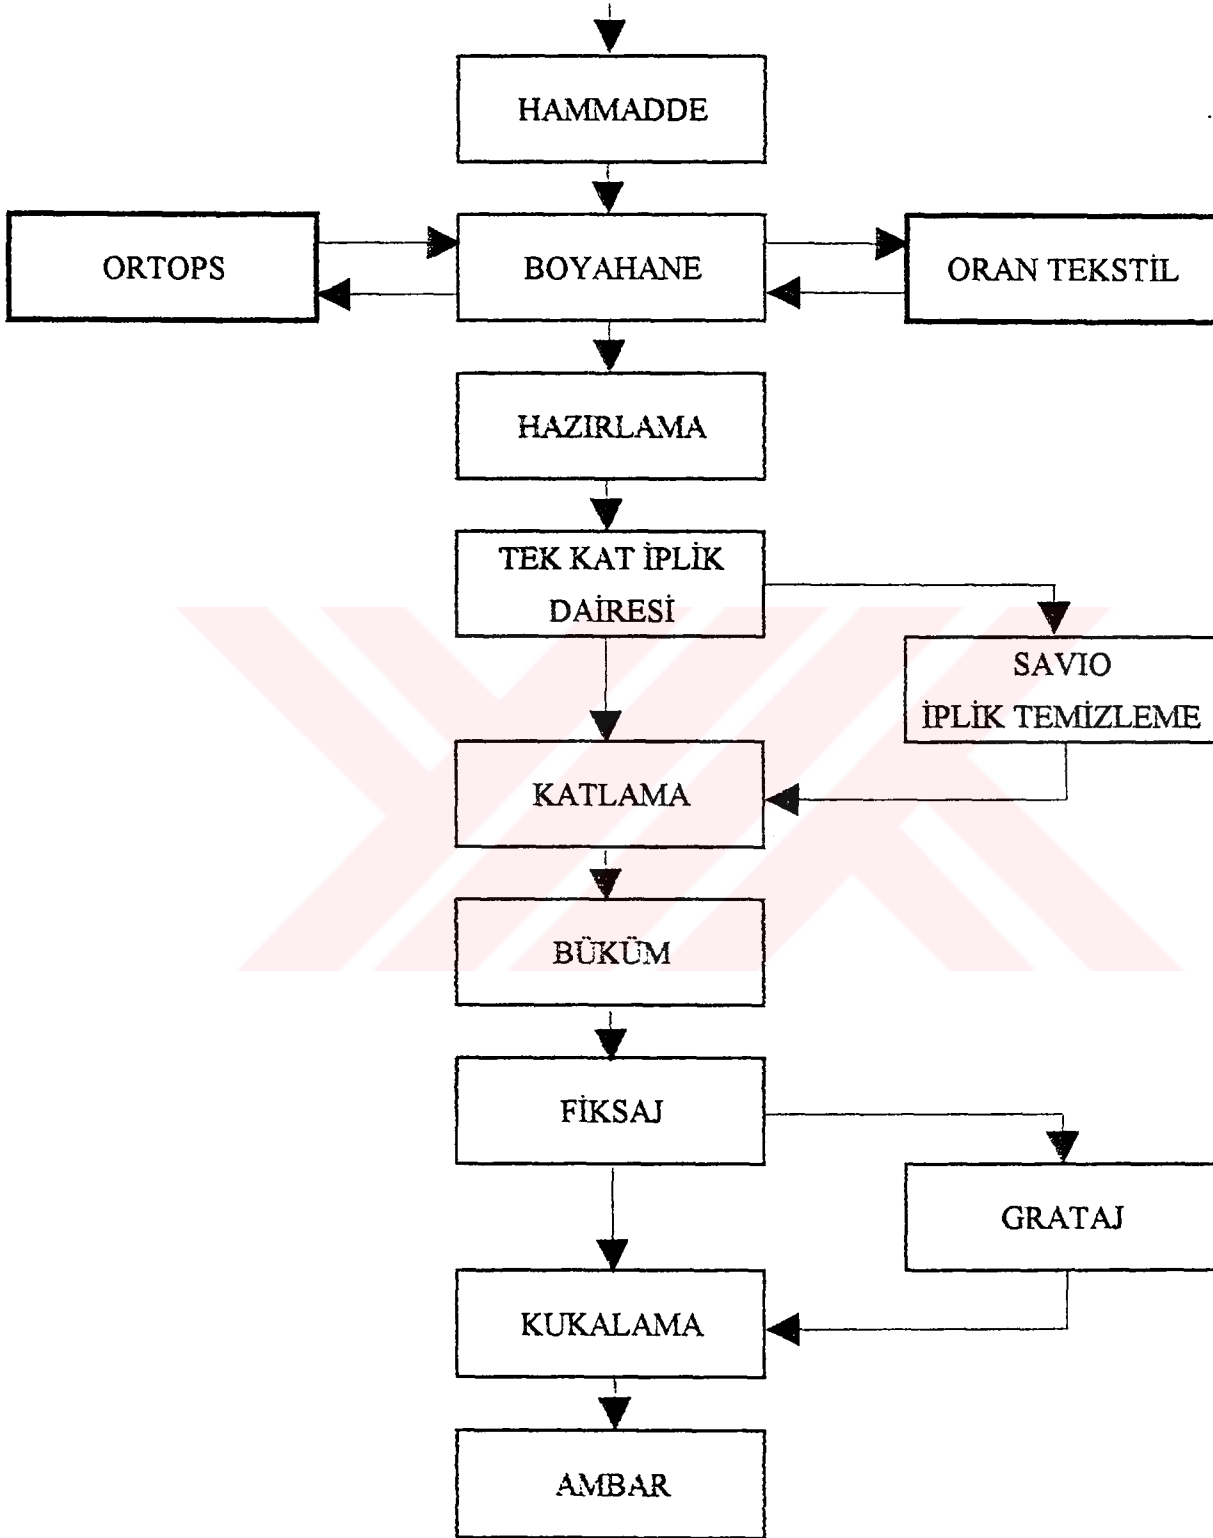 HAMMADDE
ORTOPS
BOYAHANE
ORAN TEKSTİL
HAZIRLAMA
TEK KAT İPLİK
DAİRESİ
SAVIO
İPLİK TEMİZLEME
KATLAMA
BÜKÜM
FİKSAJ
GRATAJ
KUKALAMA
AMBAR